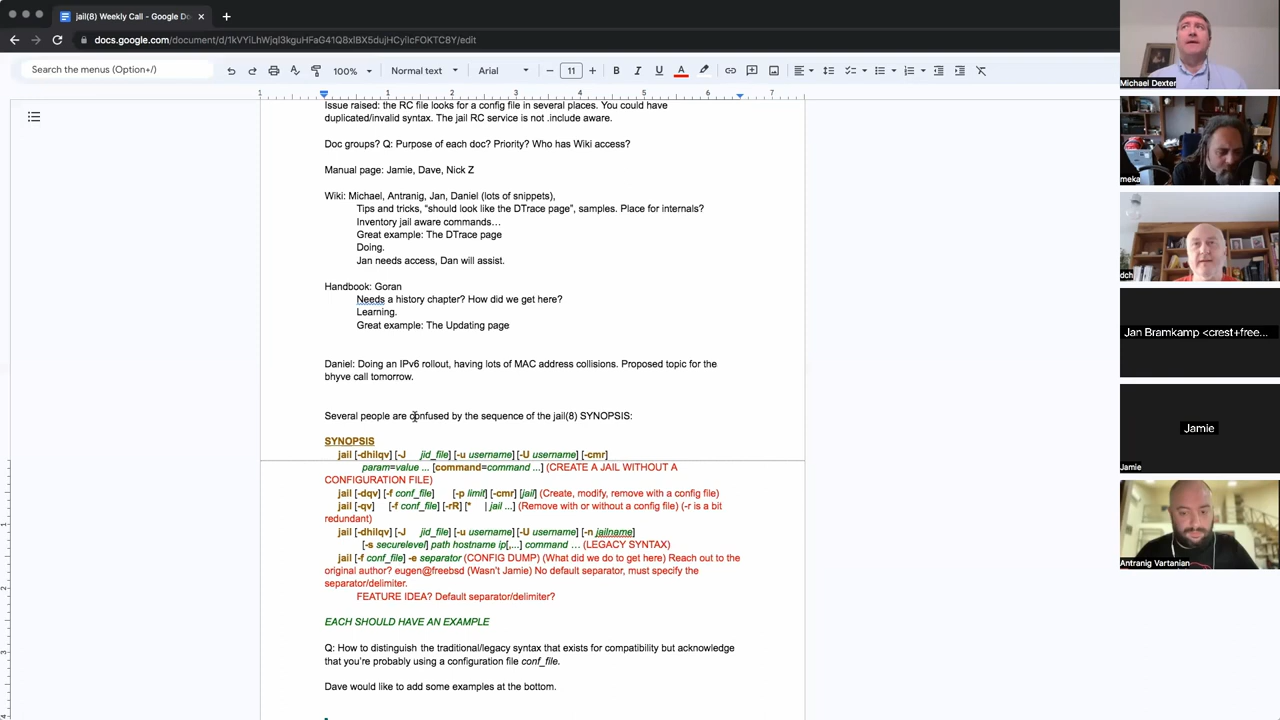 jail(8) Weekly Call - Google Do
docs.google.com/document/d/1kVYiLhWjql3kguHFaG41Q8xlBX5dujHCyilcFOKTC8Y/edit
Search the menus (Option+/)
100%
Normal text
Arial
11
1 1 2 3 4 5 6 7
Issue raised: the RC file looks for a config file in several places. You could have
duplicated/invalid syntax. The jail RC service is not .include aware.
Doc groups? Q: Purpose of each doc? Priority? Who has Wiki access?
Manual page: Jamie, Dave, Nick Z
Wiki: Michael, Antranig, Jan, Daniel (lots of snippets),
Tips and tricks, “should look like the DTrace page”, samples. Place for internals?
Inventory jail aware commands…
Great example: The DTrace page
Doing.
Jan needs access, Dan will assist.
Handbook: Goran
Needs a history chapter? How did we get here?
Learning.
Great example: The Updating page
Daniel: Doing an IPv6 rollout, having lots of MAC address collisions. Proposed topic for the
bhyve call tomorrow.
Several people are confused by the sequence of the jail(8) SYNOPSIS:
SYNOPSIS
jail [-dhilqv] [-J jid_file] [-u username] [-U username] [-cmr]
param=value ... [command=command ...] (CREATE A JAIL WITHOUT A
CONFIGURATION FILE)
jail [-dqv] [-f conf_file] [-p limit] [-cmr] [jail] (Create, modify, remove with a config file)
jail [-qv] [-f conf_file] [-rR] [* | jail ...] (Remove with or without a config file) (-r is a bit
redundant)
jail [-dhilqv] [-J jid_file] [-u username] [-U username] [-n jailname]
[-s securelevel] path hostname ip[,...] command … (LEGACY SYNTAX)
jail [-f conf_file] -e separator (CONFIG DUMP) (What did we do to get here) Reach out to the
original author? eugen@freebsd (Wasn’t Jamie) No default separator, must specify the
separator/delimiter.
FEATURE IDEA? Default separator/delimiter?
EACH SHOULD HAVE AN EXAMPLE
Q: How to distinguish the traditional/legacy syntax that exists for compatibility but acknowledge
that you’re probably using a configuration file conf_file.
Dave would like to add some examples at the bottom.
Michael Dexter
meka
dch
Jan Bramkamp <crest+free...
Jamie
Jamie
Antranig Vartanian